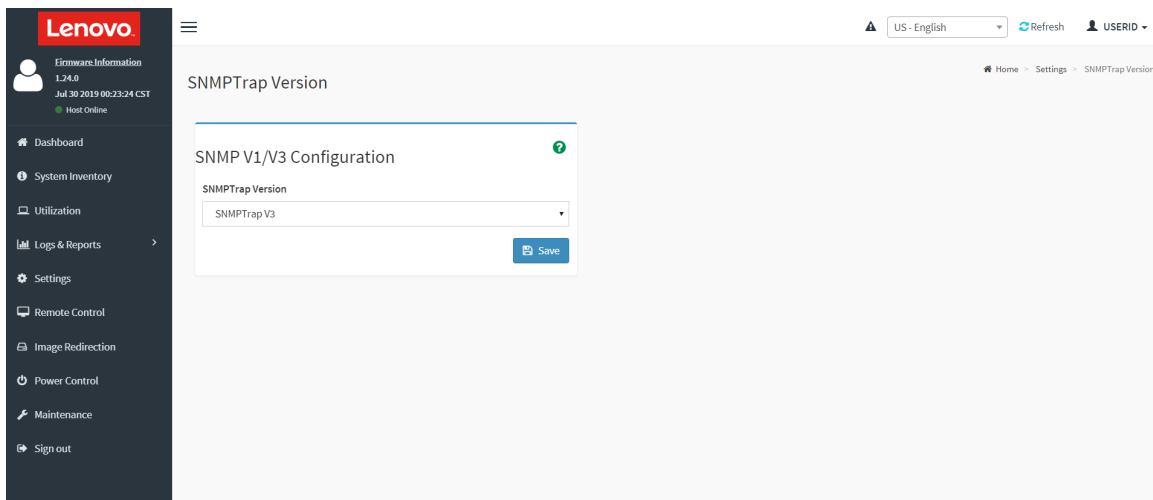 Lenovo
Firmware Information
1.24.0
Jul 30 2019 00:23:24 CST
Host Online
Dashboard
System Inventory
Utilization
Logs & Reports
Settings
Remote Control
Image Redirection
Power Control
Maintenance
Sign out
US - English
Refresh
USERID
SNMPTrap Version
Home > Settings > SNMPTrap Version
SNMP V1/V3 Configuration
SNMPTrap Version
SNMPTrap V3
Save